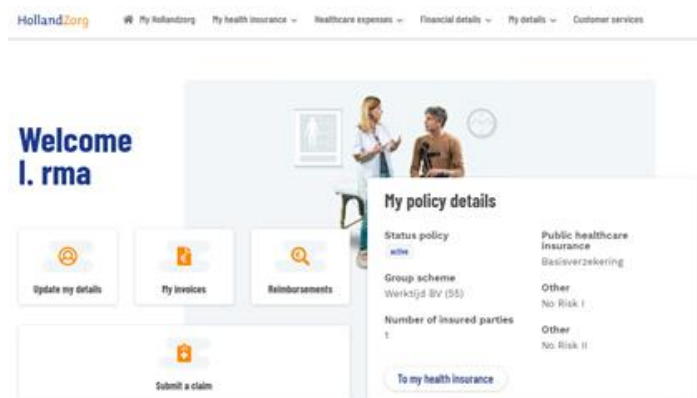 HollandZorg
My Hollandzorg
My health insurance
Healthcare expenses
Financial details
My details
Customer services
Welcome
I. rma
Update my details
My invoices
Reimbursements
Submit a claim
My policy details
Status policy
active
Group scheme
Werktijd BV (55)
Number of insured parties
1
Public healthcare
insurance
Basisverzekering
Other
No Risk I
Other
No Risk II
To my health insurance